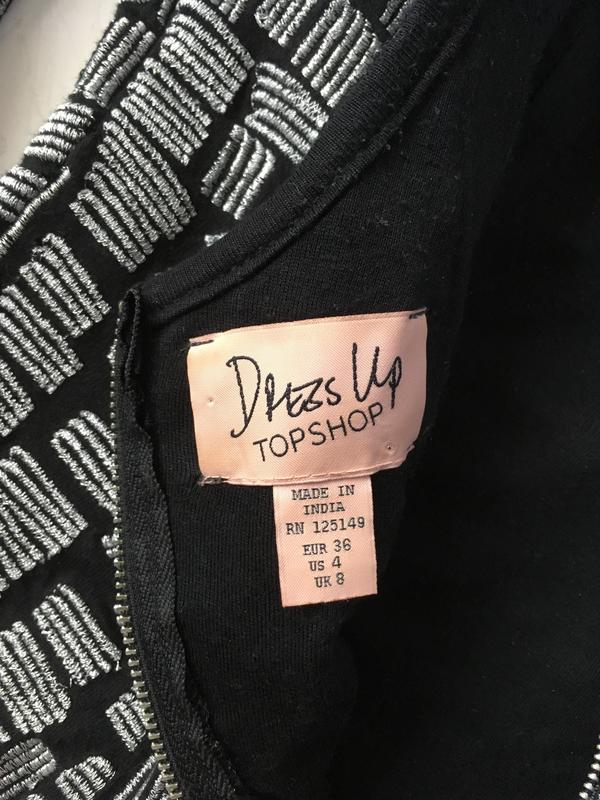 Dress Up
TOPSHOP
MADE IN
INDIA
RN 125149
EUR 36
US 4
UK 8